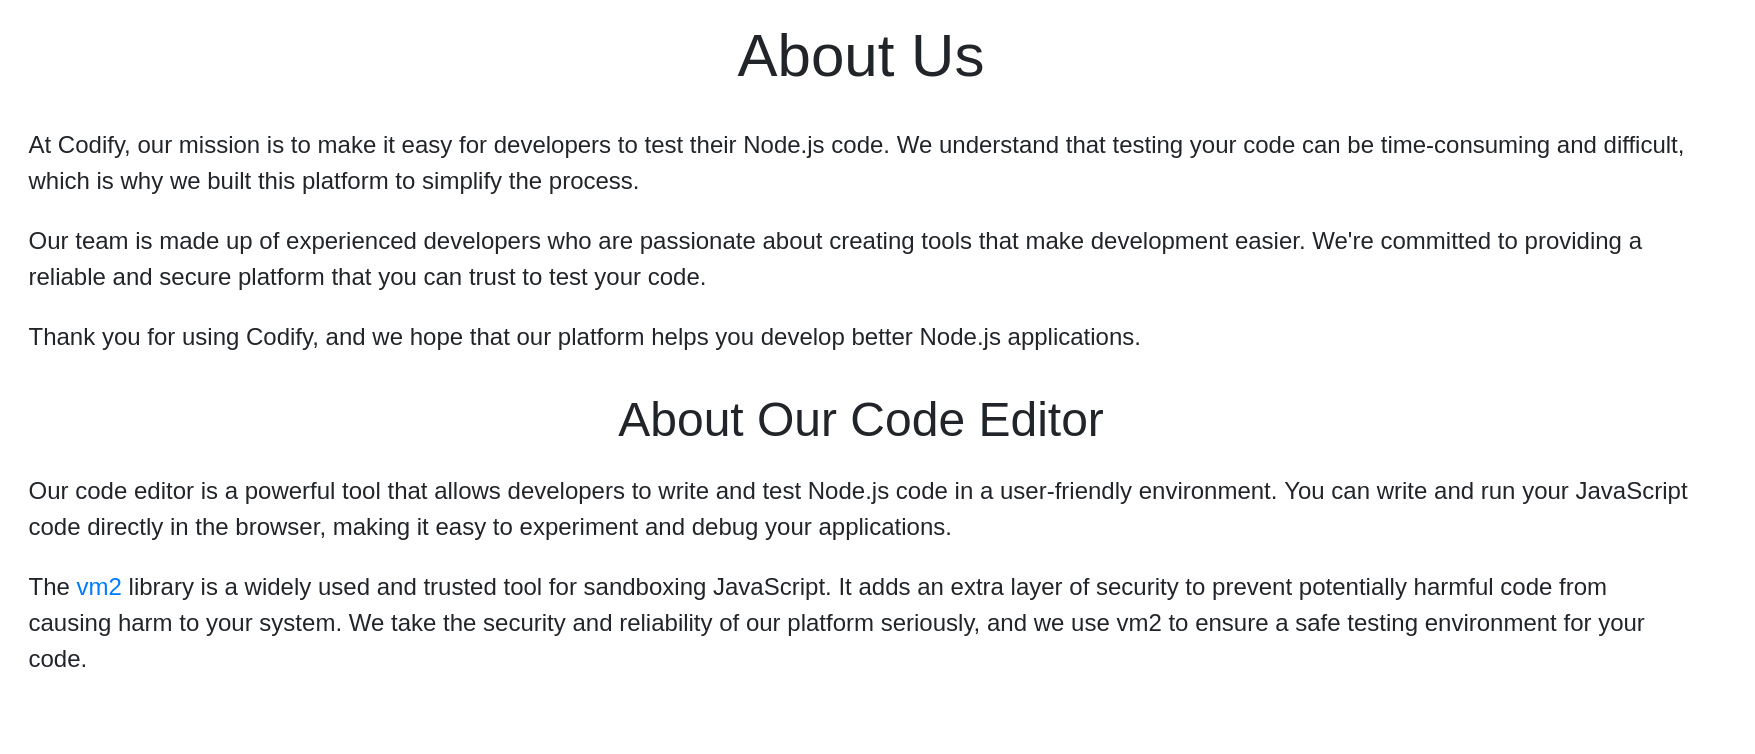 About Us
At Codify, our mission is to make it easy for developers to test their Node.js code. We understand that testing your code can be time-consuming and difficult,
which is why we built this platform to simplify the process.
Our team is made up of experienced developers who are passionate about creating tools that make development easier. We're committed to providing a
reliable and secure platform that you can trust to test your code.
Thank you for using Codify, and we hope that our platform helps you develop better Node.js applications.
About Our Code Editor
Our code editor is a powerful tool that allows developers to write and test Node.js code in a user-friendly environment. You can write and run your JavaScript
code directly in the browser, making it easy to experiment and debug your applications.
The vm2 library is a widely used and trusted tool for sandboxing JavaScript. It adds an extra layer of security to prevent potentially harmful code from
causing harm to your system. We take the security and reliability of our platform seriously, and we use vm2 to ensure a safe testing environment for your
code.